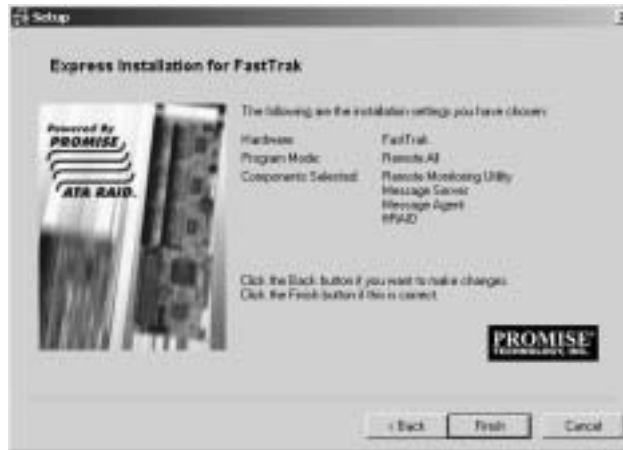 Setup
Express Installation for FastTrak
The following are the installation settings you have chosen:
Powered By
PROMISE
ATA RAID.
Hardware: FastTrak
Program Mode: Remote All
Components Selected: Remote Monitoring Utility
Message Server
Message Agent
Click the Back button if you want to make changes.
Click the Finish button if this is correct.
PROMISE
TECHNOLOGY, INC.
< Back Finish Cancel